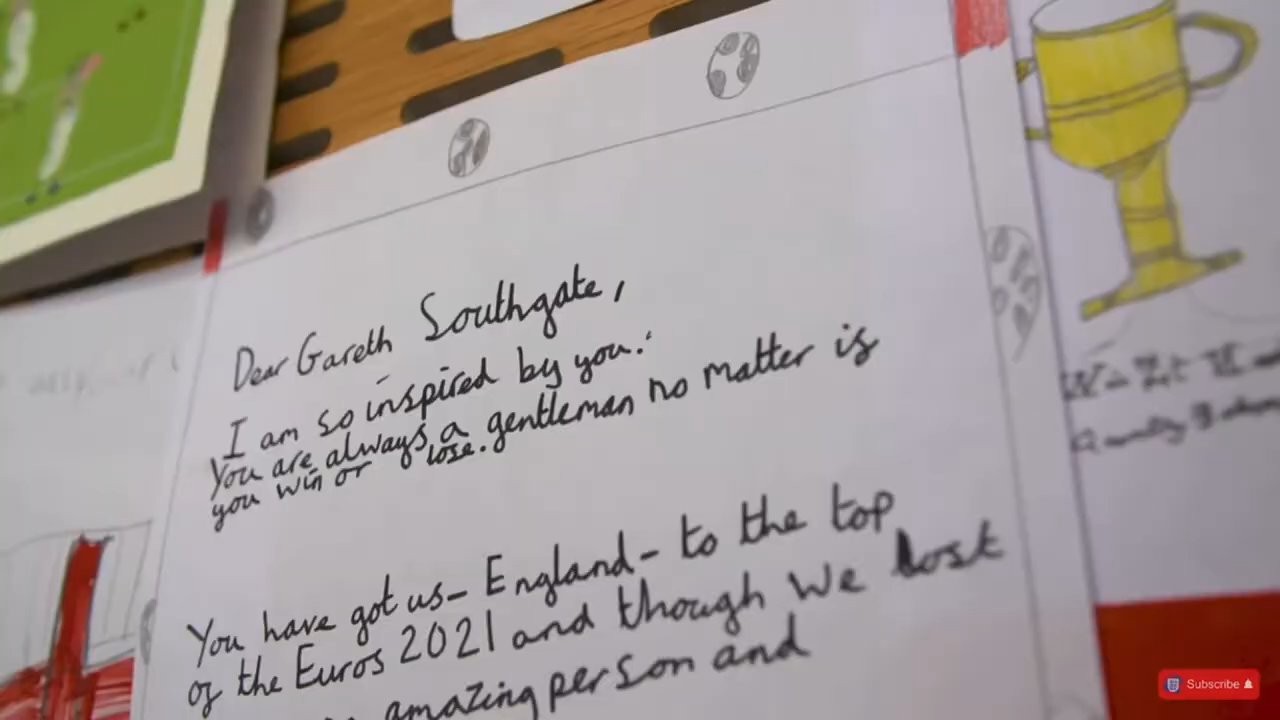 Dear Gareth Southgate,
I am so inspired by you.
You are always a gentleman no matter is
you win or lose.
You have got us- England- to the top
of the Euros 2021 and though we lost
amazing person and
Subscribe